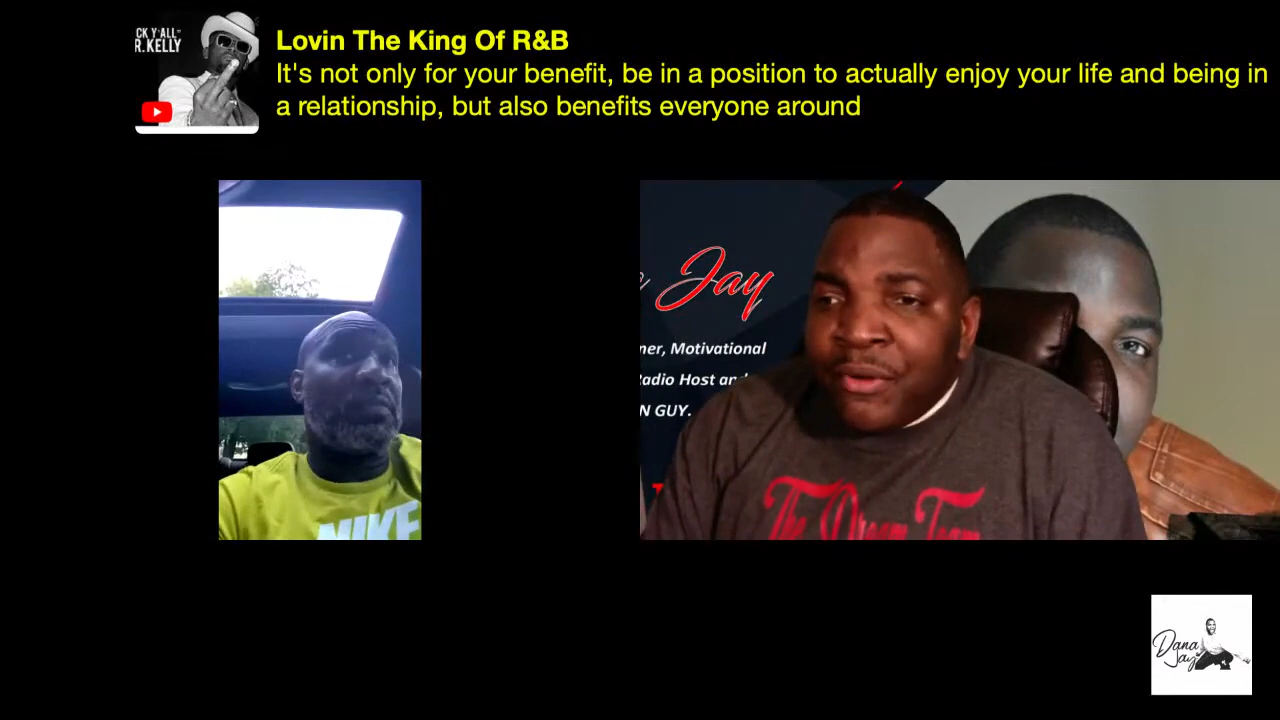 CK Y'ALL"
R.KELLY
Lovin The King Of R&B
It's not only for your benefit, be in a position to actually enjoy your life and being in
a relationship, but also benefits everyone around
Jay
ner, Motivational
Radio Host and
N GUY.
NIKE
The Dream Team
Dana
Jay